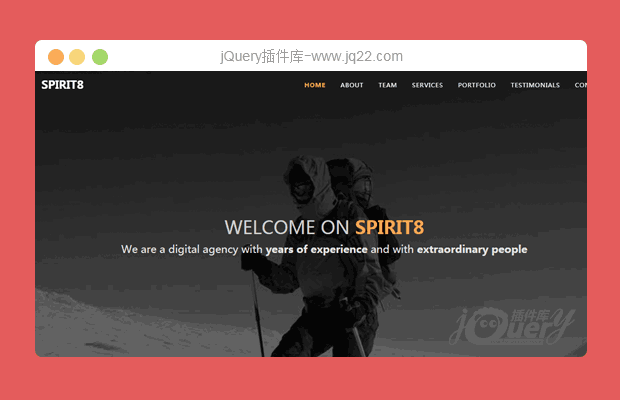 jQuery插件库-www.jq22.com
SPIRIT8 HOME ABOUT TEAM SERVICES PORTFOLIO TESTIMONIALS CON
WELCOME ON SPIRIT8
We are a digital agency with years of experience and with extraordinary people
jQuery 插件库